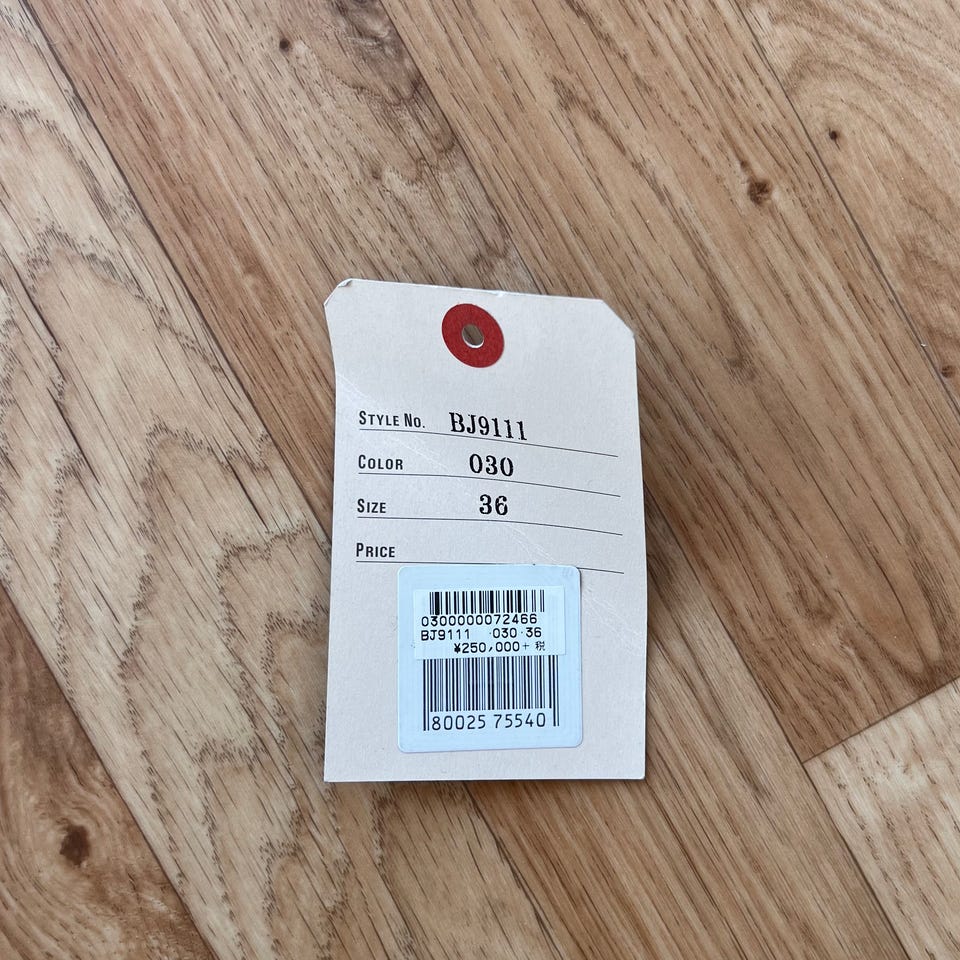 STYLE NO. BJ9111
COLOR 030
SIZE 36
PRICE
0300000072466
BJ9111 030 36
¥250,000+ 税
80025 75540